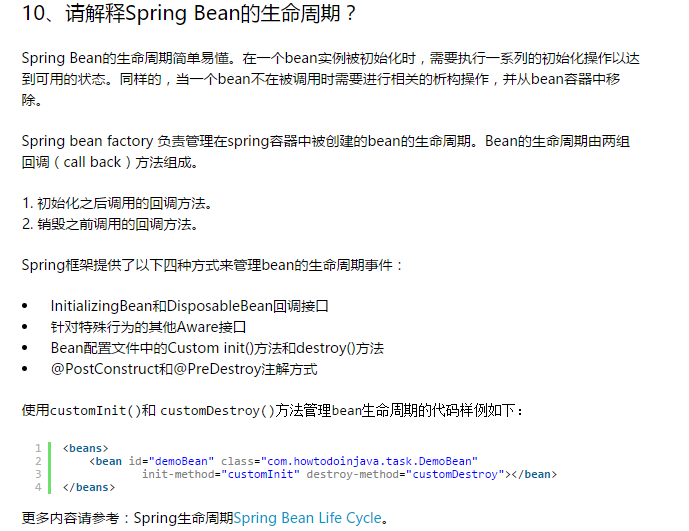 10、请解释Spring Bean的生命周期？
Spring Bean的生命周期简单易懂。在一个bean实例被初始化时，需要执行一系列的初始化操作以达
到可用的状态。同样的，当一个bean不在被调用时需要进行相关的析构操作，并从bean容器中移
除。
Spring bean factory 负责管理在spring容器中被创建的bean的生命周期。Bean的生命周期由两组
回调（call back）方法组成。
1. 初始化之后调用的回调方法。
2. 销毁之前调用的回调方法。
Spring框架提供了以下四种方式来管理bean的生命周期事件：
• InitializingBean和DisposableBean回调接口
• 针对特殊行为的其他Aware接口
• Bean配置文件中的Custom init()方法和destroy()方法
• @PostConstruct和@PreDestroy注解方式
使用customInit()和 customDestroy()方法管理bean生命周期的代码样例如下：
1 <beans>
2     <bean id="demoBean" class="com.howtodoinjava.task.DemoBean"
3             init-method="customInit" destroy-method="customDestroy"></bean>
4 </beans>
更多内容请参考：Spring生命周期Spring Bean Life Cycle。